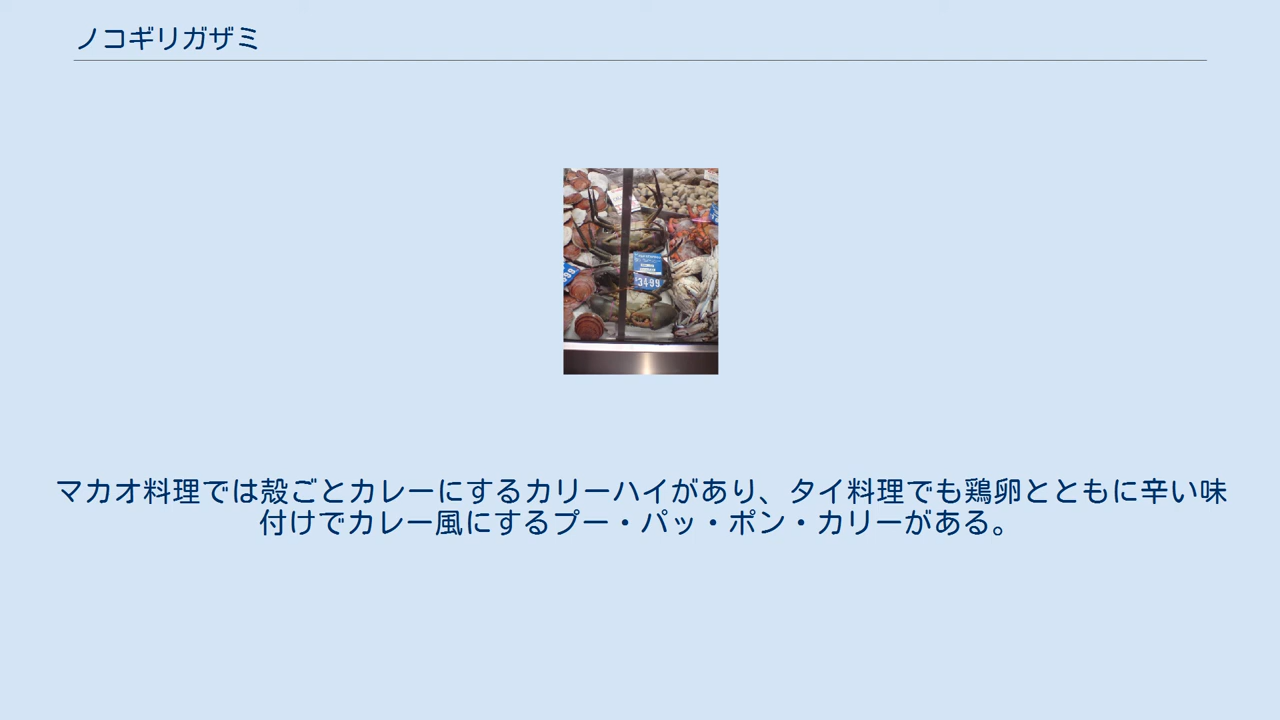 ノコギリガザミ
3499
マカオ料理では殻ごとカレーにするカリーハイがあり、タイ料理でも鶏卵とともに辛い味
付けでカレー風にするプー・パッ・ポン・カリーがある。